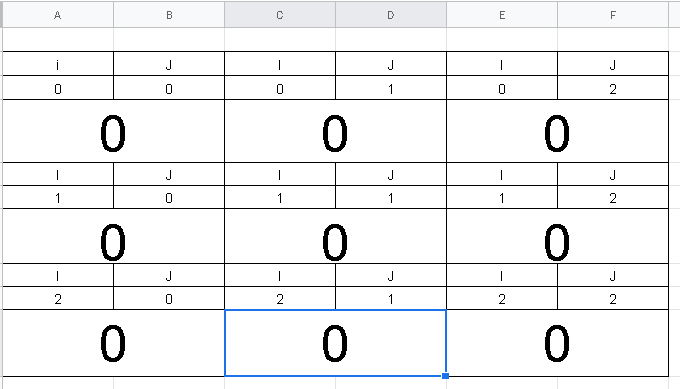 A B C D E F
i J I J I J
0 0 0 1 0 2
0 0 0
I J I J I J
1 0 1 1 1 2
0 0 0
I J I J I J
2 0 2 1 2 2
0 0 0